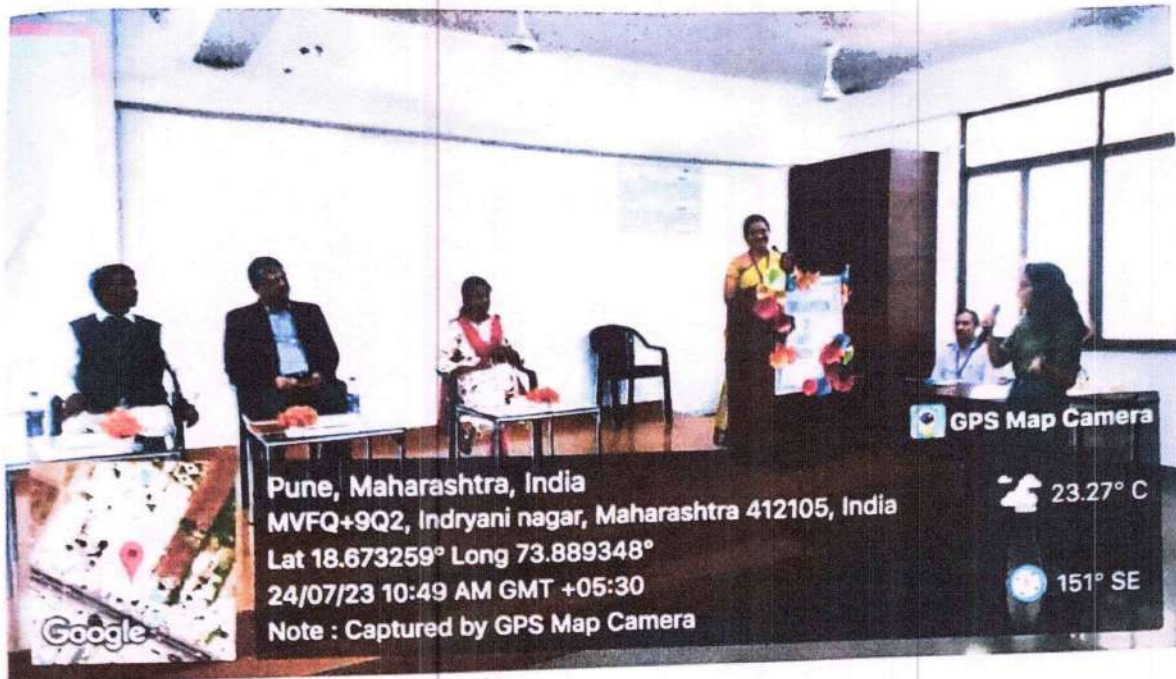 GPS Map Camera
Pune, Maharashtra, India
MVFQ+9Q2, Indryani nagar, Maharashtra 412105, India
Lat 18.673259° Long 73.889348°
24/07/23 10:49 AM GMT +05:30
Note : Captured by GPS Map Camera
23.27° C
151° SE
Google